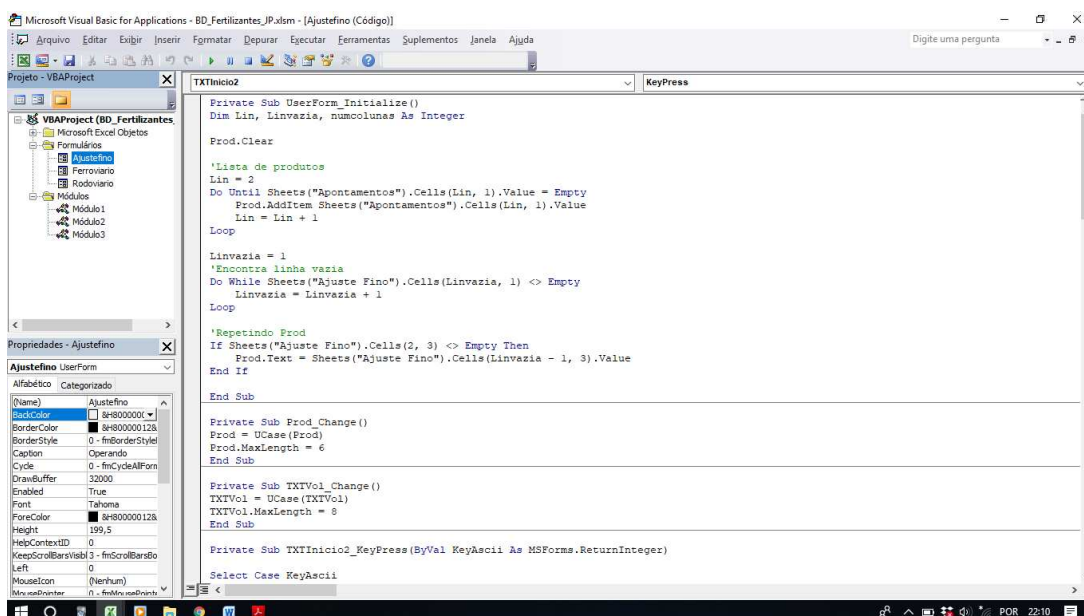 Microsoft Visual Basic for Applications - BD_Fertilizantes_JP.xlsm - [Ajustefino (Código)]
Arquivo Editar Exibir Inserir Formatar Depurar Executar Ferramentas Suplementos Janela Ajuda
Digite uma pergunta
Projeto - VBAProject
VBAProject (BD_Fertilizantes_
Microsoft Excel Objetos
Formulários
Ajustefino
Ferroviario
Rodoviario
Módulos
Módulo1
Módulo2
Módulo3
Propriedades - Ajustefino
Ajustefino UserForm
Alfabético Categorizado
(Name) Ajustefino
BackColor &H800000(
BorderColor &H80000012&
BorderStyle 0 - fmBorderStyle
Caption Operando
Cycle 0 - fmCycleAllForm
DrawBuffer 32000
Enabled True
Font Tahoma
ForeColor &H80000012&
Height 199,5
HelpContextID 0
KeepScrollBarsVisibl 3 - fmScrollBarsBo
Left 0
MouseIcon (Nenhum)
MousePointer 0 - fmMousePointe
TXTInicio2 KeyPress
Private Sub UserForm_Initialize()
Dim Lin, Linvazia, numcolunas As Integer
Prod.Clear
'Lista de produtos
Lin = 2
Do Until Sheets("Apontamentos").Cells(Lin, 1).Value = Empty
Prod.AddItem Sheets("Apontamentos").Cells(Lin, 1).Value
Lin = Lin + 1
Loop
Linvazia = 1
'Encontra linha vazia
Do While Sheets("Ajuste Fino").Cells(Linvazia, 1) <> Empty
Linvazia = Linvazia + 1
Loop
'Repetindo Prod
If Sheets("Ajuste Fino").Cells(2, 3) <> Empty Then
Prod.Text = Sheets("Ajuste Fino").Cells(Linvazia - 1, 3).Value
End If
End Sub
Private Sub Prod_Change()
Prod = UCase(Prod)
Prod.MaxLength = 6
End Sub
Private Sub TXTVol_Change()
TXTVol = UCase(TXTVol)
TXTVol.MaxLength = 8
End Sub
Private Sub TXTInicio2_KeyPress(ByVal KeyAscii As MSForms.ReturnInteger)
Select Case KeyAscii
POR 22:10